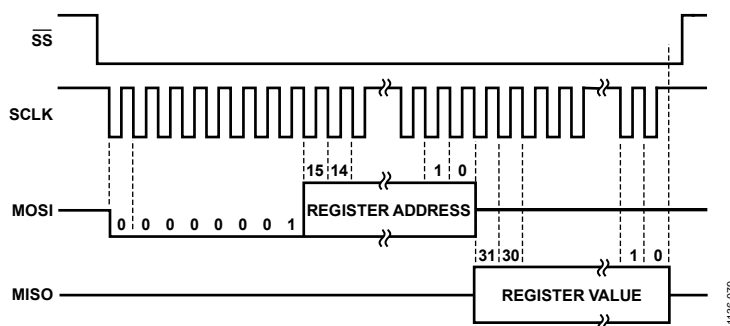 SS
SCLK
15 14 1 0
MOSI
0 0 0 0 0 0 0 1
REGISTER ADDRESS
31 30 1 0
MISO
REGISTER VALUE